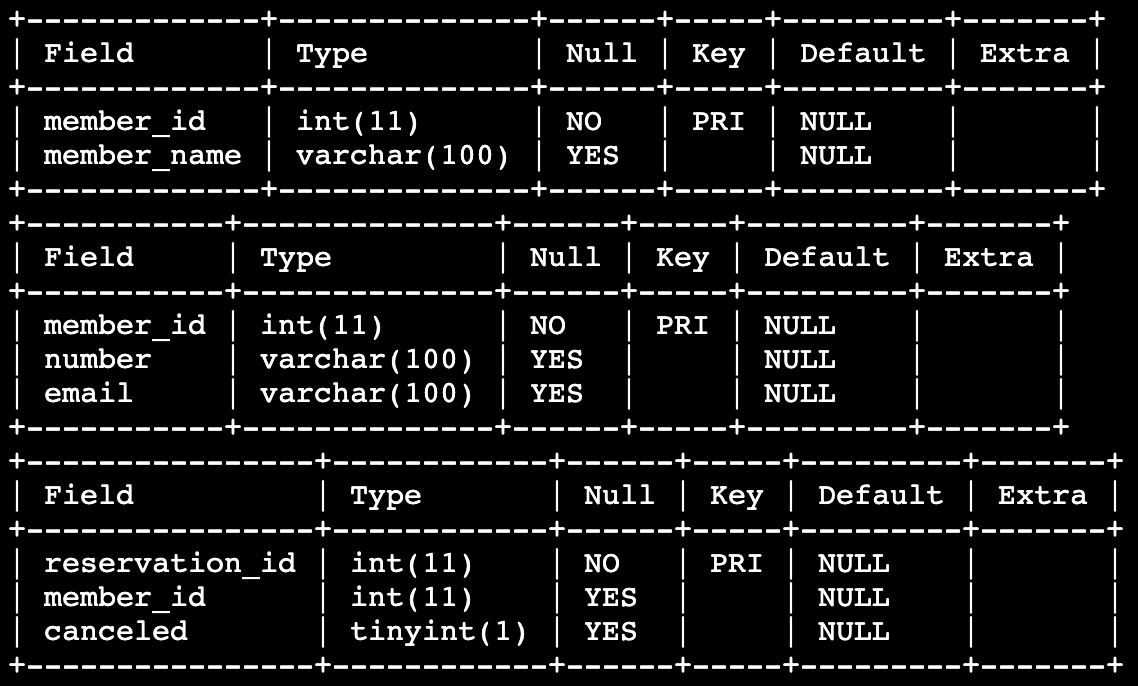 +-------------+--------------+------+-----+---------+-------+
| Field       | Type         | Null | Key | Default | Extra |
+-------------+--------------+------+-----+---------+-------+
| member_id   | int(11)      | NO   | PRI | NULL    |       |
| member_name | varchar(100) | YES  |     | NULL    |       |
+-------------+--------------+------+-----+---------+-------+
+-----------+--------------+------+-----+---------+-------+
| Field     | Type         | Null | Key | Default | Extra |
+-----------+--------------+------+-----+---------+-------+
| member_id | int(11)      | NO   | PRI | NULL    |       |
| number    | varchar(100) | YES  |     | NULL    |       |
| email     | varchar(100) | YES  |     | NULL    |       |
+-----------+--------------+------+-----+---------+-------+
+----------------+------------+------+-----+---------+-------+
| Field          | Type       | Null | Key | Default | Extra |
+----------------+------------+------+-----+---------+-------+
| reservation_id | int(11)    | NO   | PRI | NULL    |       |
| member_id      | int(11)    | YES  |     | NULL    |       |
| canceled       | tinyint(1) | YES  |     | NULL    |       |
+----------------+------------+------+-----+---------+-------+